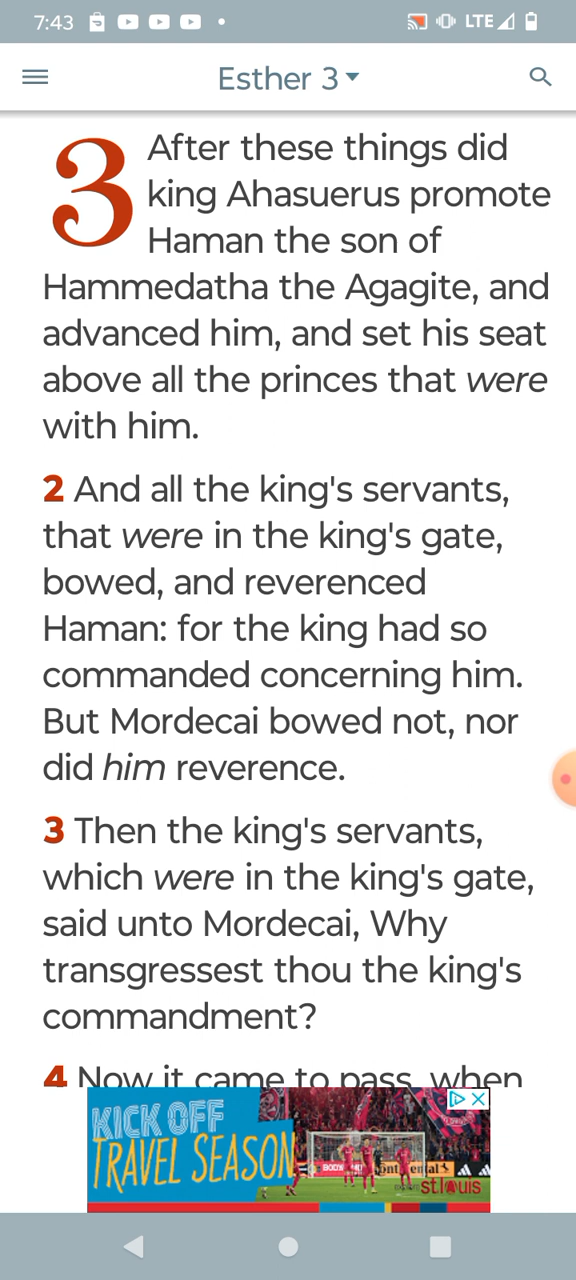 7:43
LTE
Esther 3
3 After these things did
king Ahasuerus promote
Haman the son of
Hammedatha the Agagite, and
advanced him, and set his seat
above all the princes that were
with him.
2 And all the king's servants,
that were in the king's gate,
bowed, and reverenced
Haman: for the king had so
commanded concerning him.
But Mordecai bowed not, nor
did him reverence.
3 Then the king's servants,
which were in the king's gate,
said unto Mordecai, Why
transgressest thou the king's
commandment?
4 Now it came to pass, when
KICK OFF
TRAVEL SEASON
st.louis